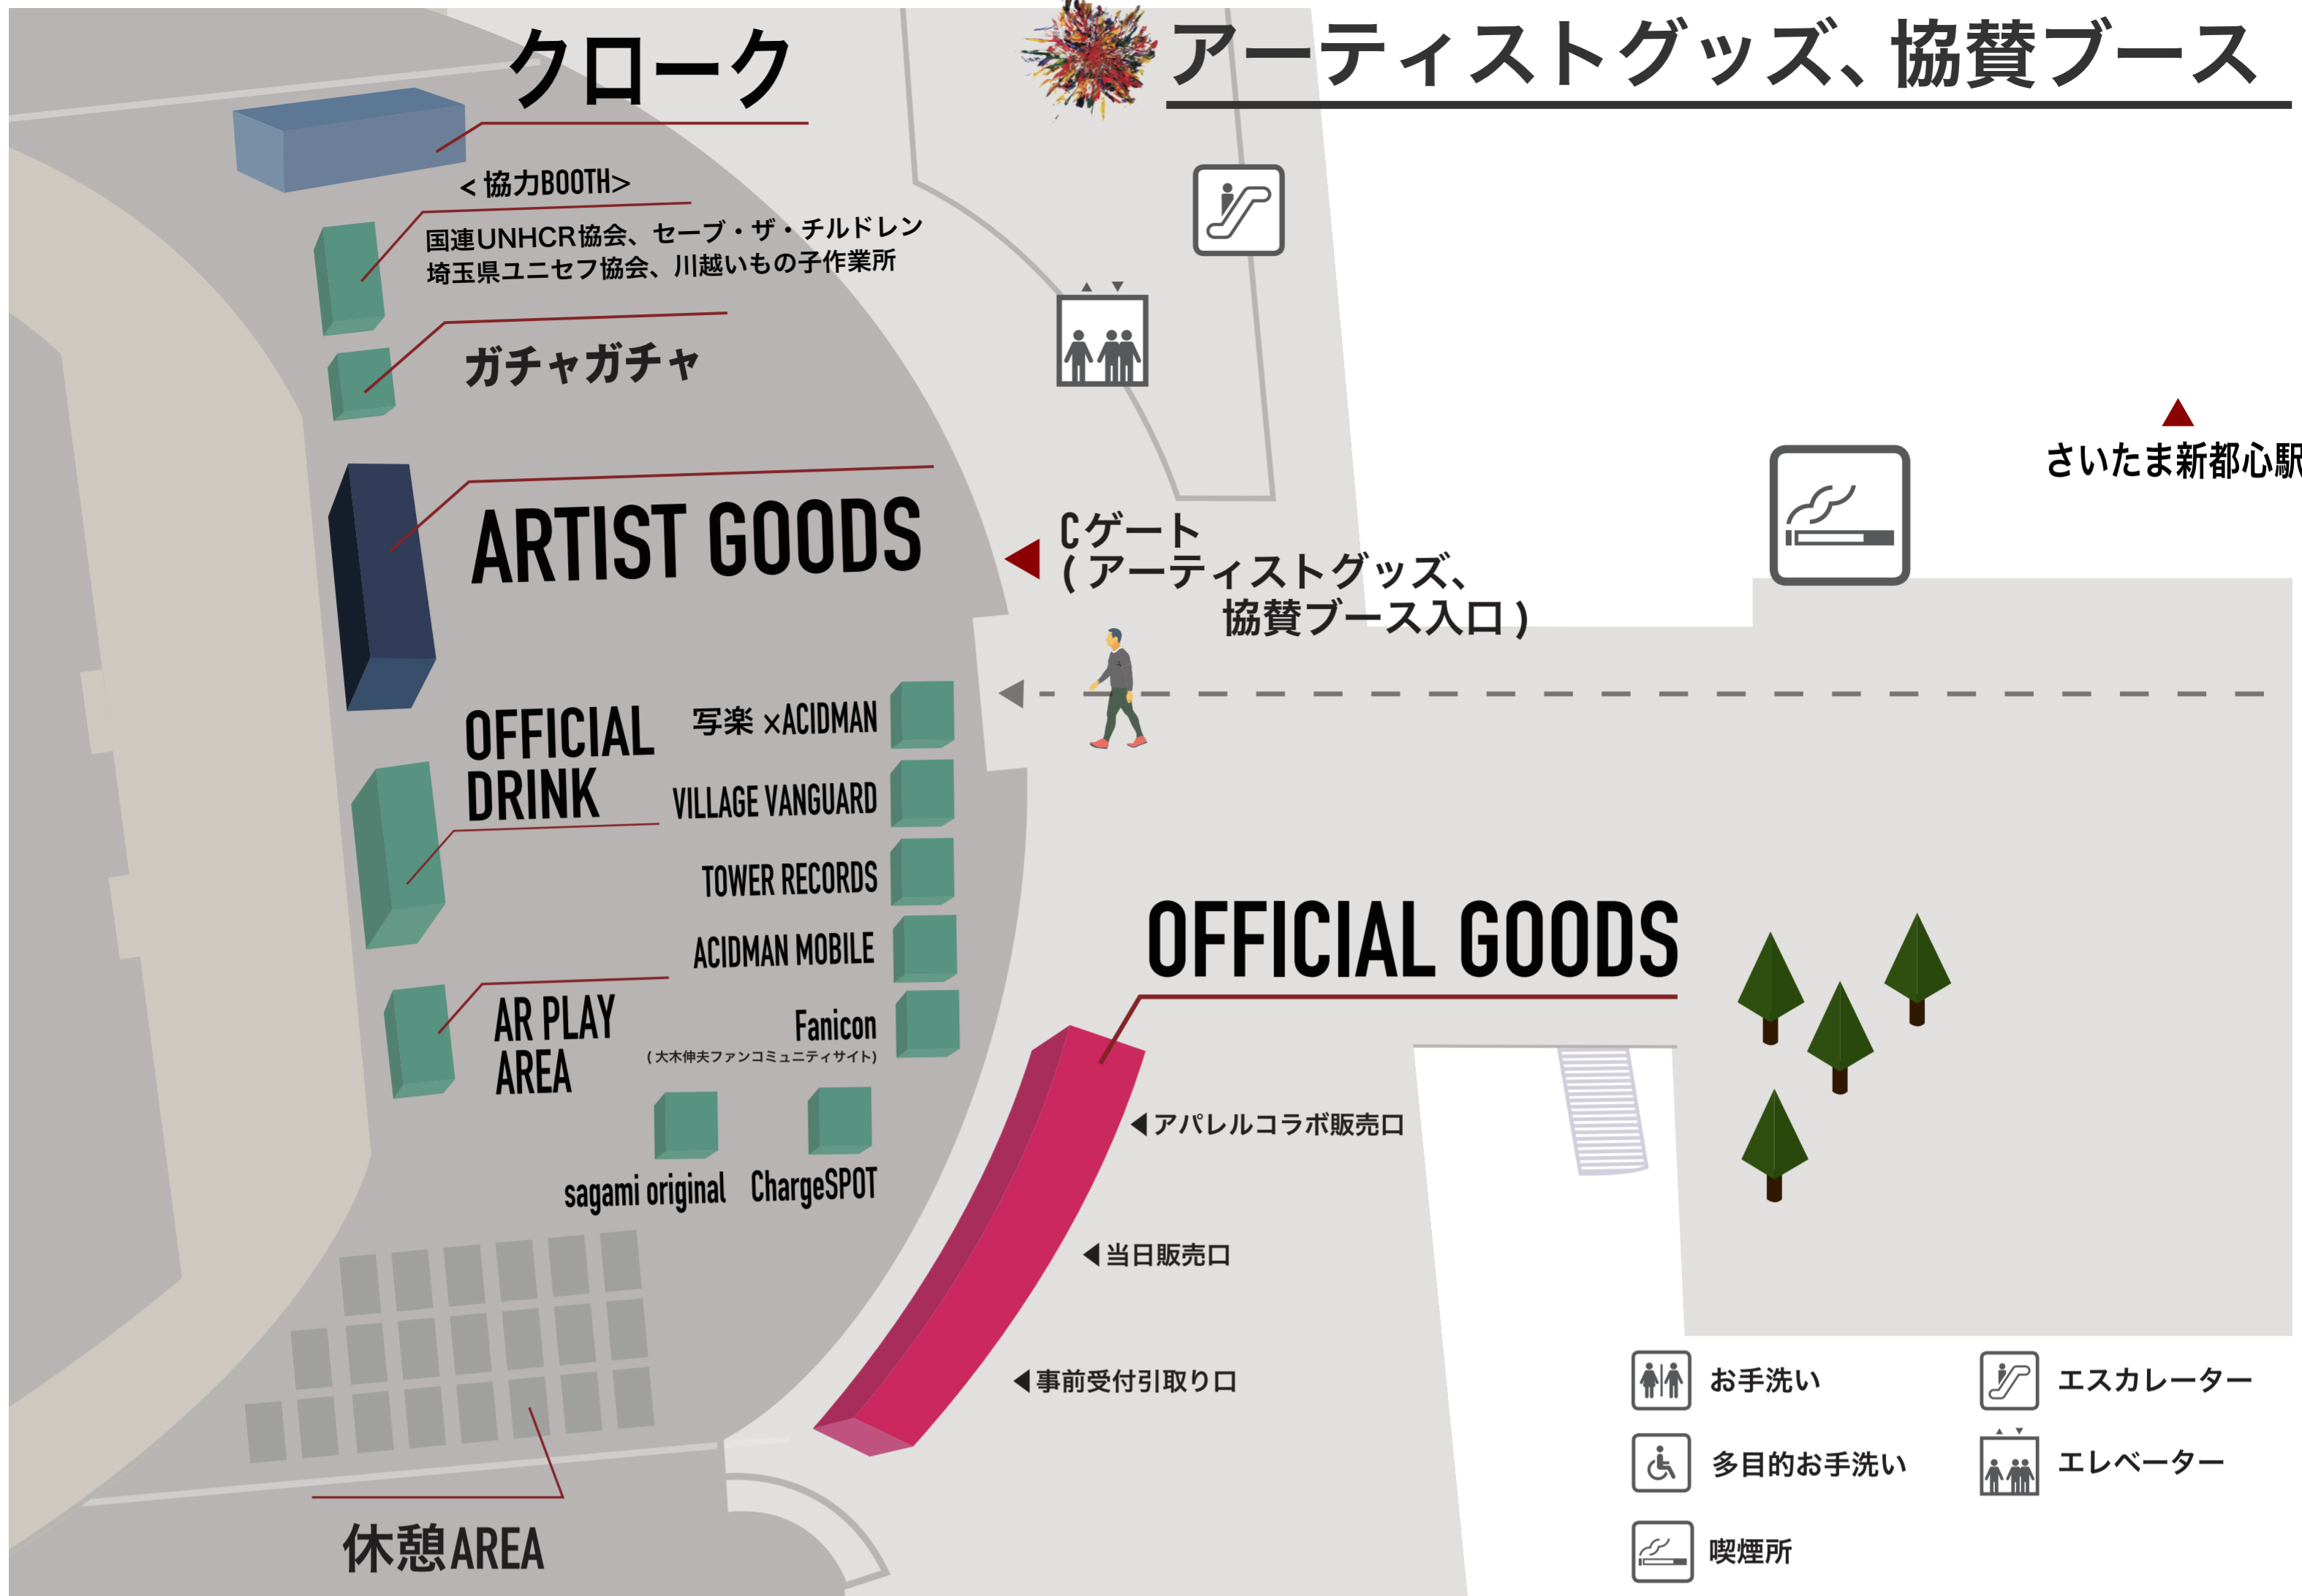 アーティストグッズ、協賛ブース
クローク
<協力BOOTH>
国連UNHCR協会、セーブ・ザ・チルドレン
埼玉県ユニセフ協会、川越いもの子作業所
ガチャガチャ
さいたま新都心駅
ARTIST GOODS
Cゲート
(アーティストグッズ、
協賛ブース入口)
OFFICIAL
DRINK
写楽 ×ACIDMAN
VILLAGE VANGUARD
TOWER RECORDS
ACIDMAN MOBILE
Fanicon
(大木伸夫ファンコミュニティサイト)
AR PLAY
AREA
sagami original
ChargeSPOT
OFFICIAL GOODS
アパレルコラボ販売口
当日販売口
事前受付引取り口
休憩AREA
お手洗い
エスカレーター
多目的お手洗い
エレベーター
喫煙所